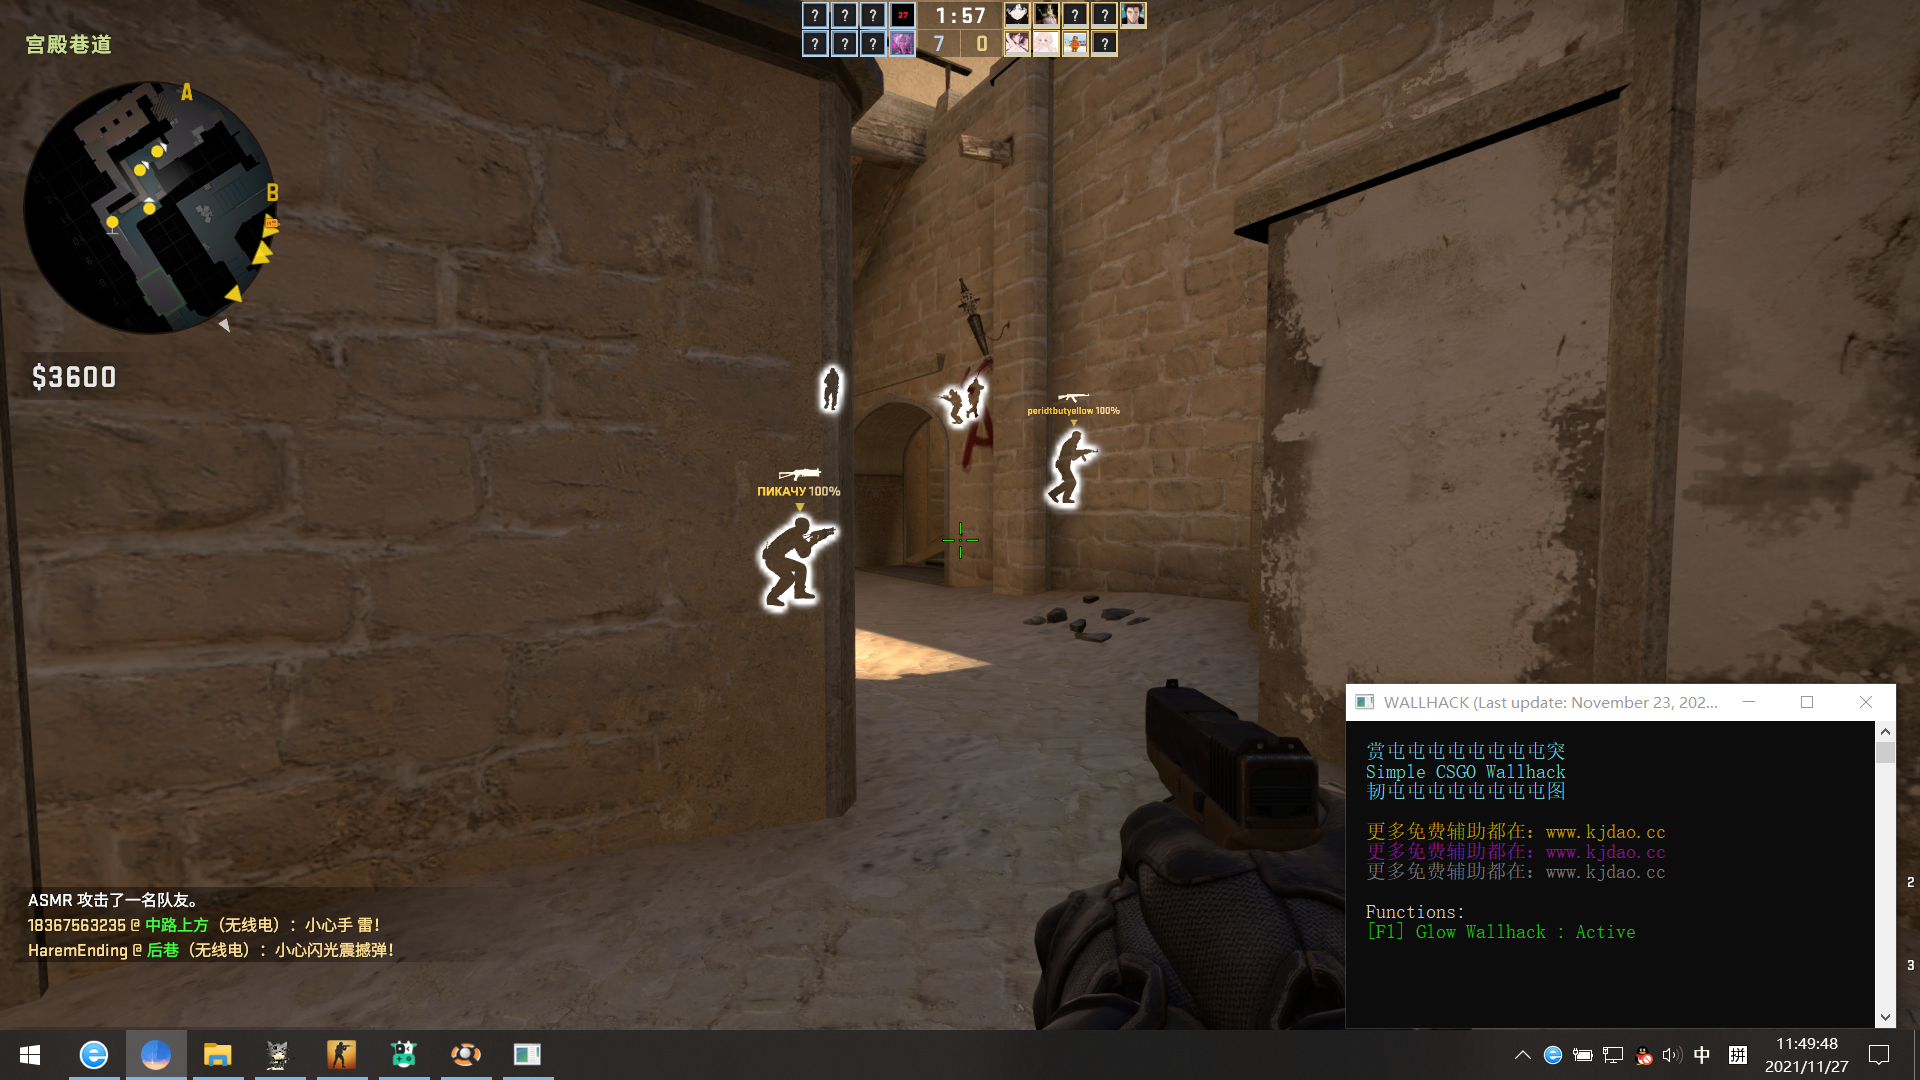 宫殿巷道
? ? ? 27
1:57
? ?
? ? ?
7 0
?
A
B
$3600
peridtbutyellow 100%
ПИКАЧУ 100%
A
WALLHACK (Last update: November 23, 202...
赏屯屯屯屯屯屯屯屯突
Simple CSGO Wallhack
韧屯屯屯屯屯屯屯屯图
更多免费辅助都在：www.kjdao.cc
更多免费辅助都在：www.kjdao.cc
更多免费辅助都在：www.kjdao.cc
Functions:
[F1] Glow Wallhack : Active
2
3
ASMR 攻击了一名队友。
18367563235 @ 中路上方（无线电）：小心手 雷！
HaremEnding @ 后巷（无线电）：小心闪光震撼弹！
中
拼
11:49:48
2021/11/27